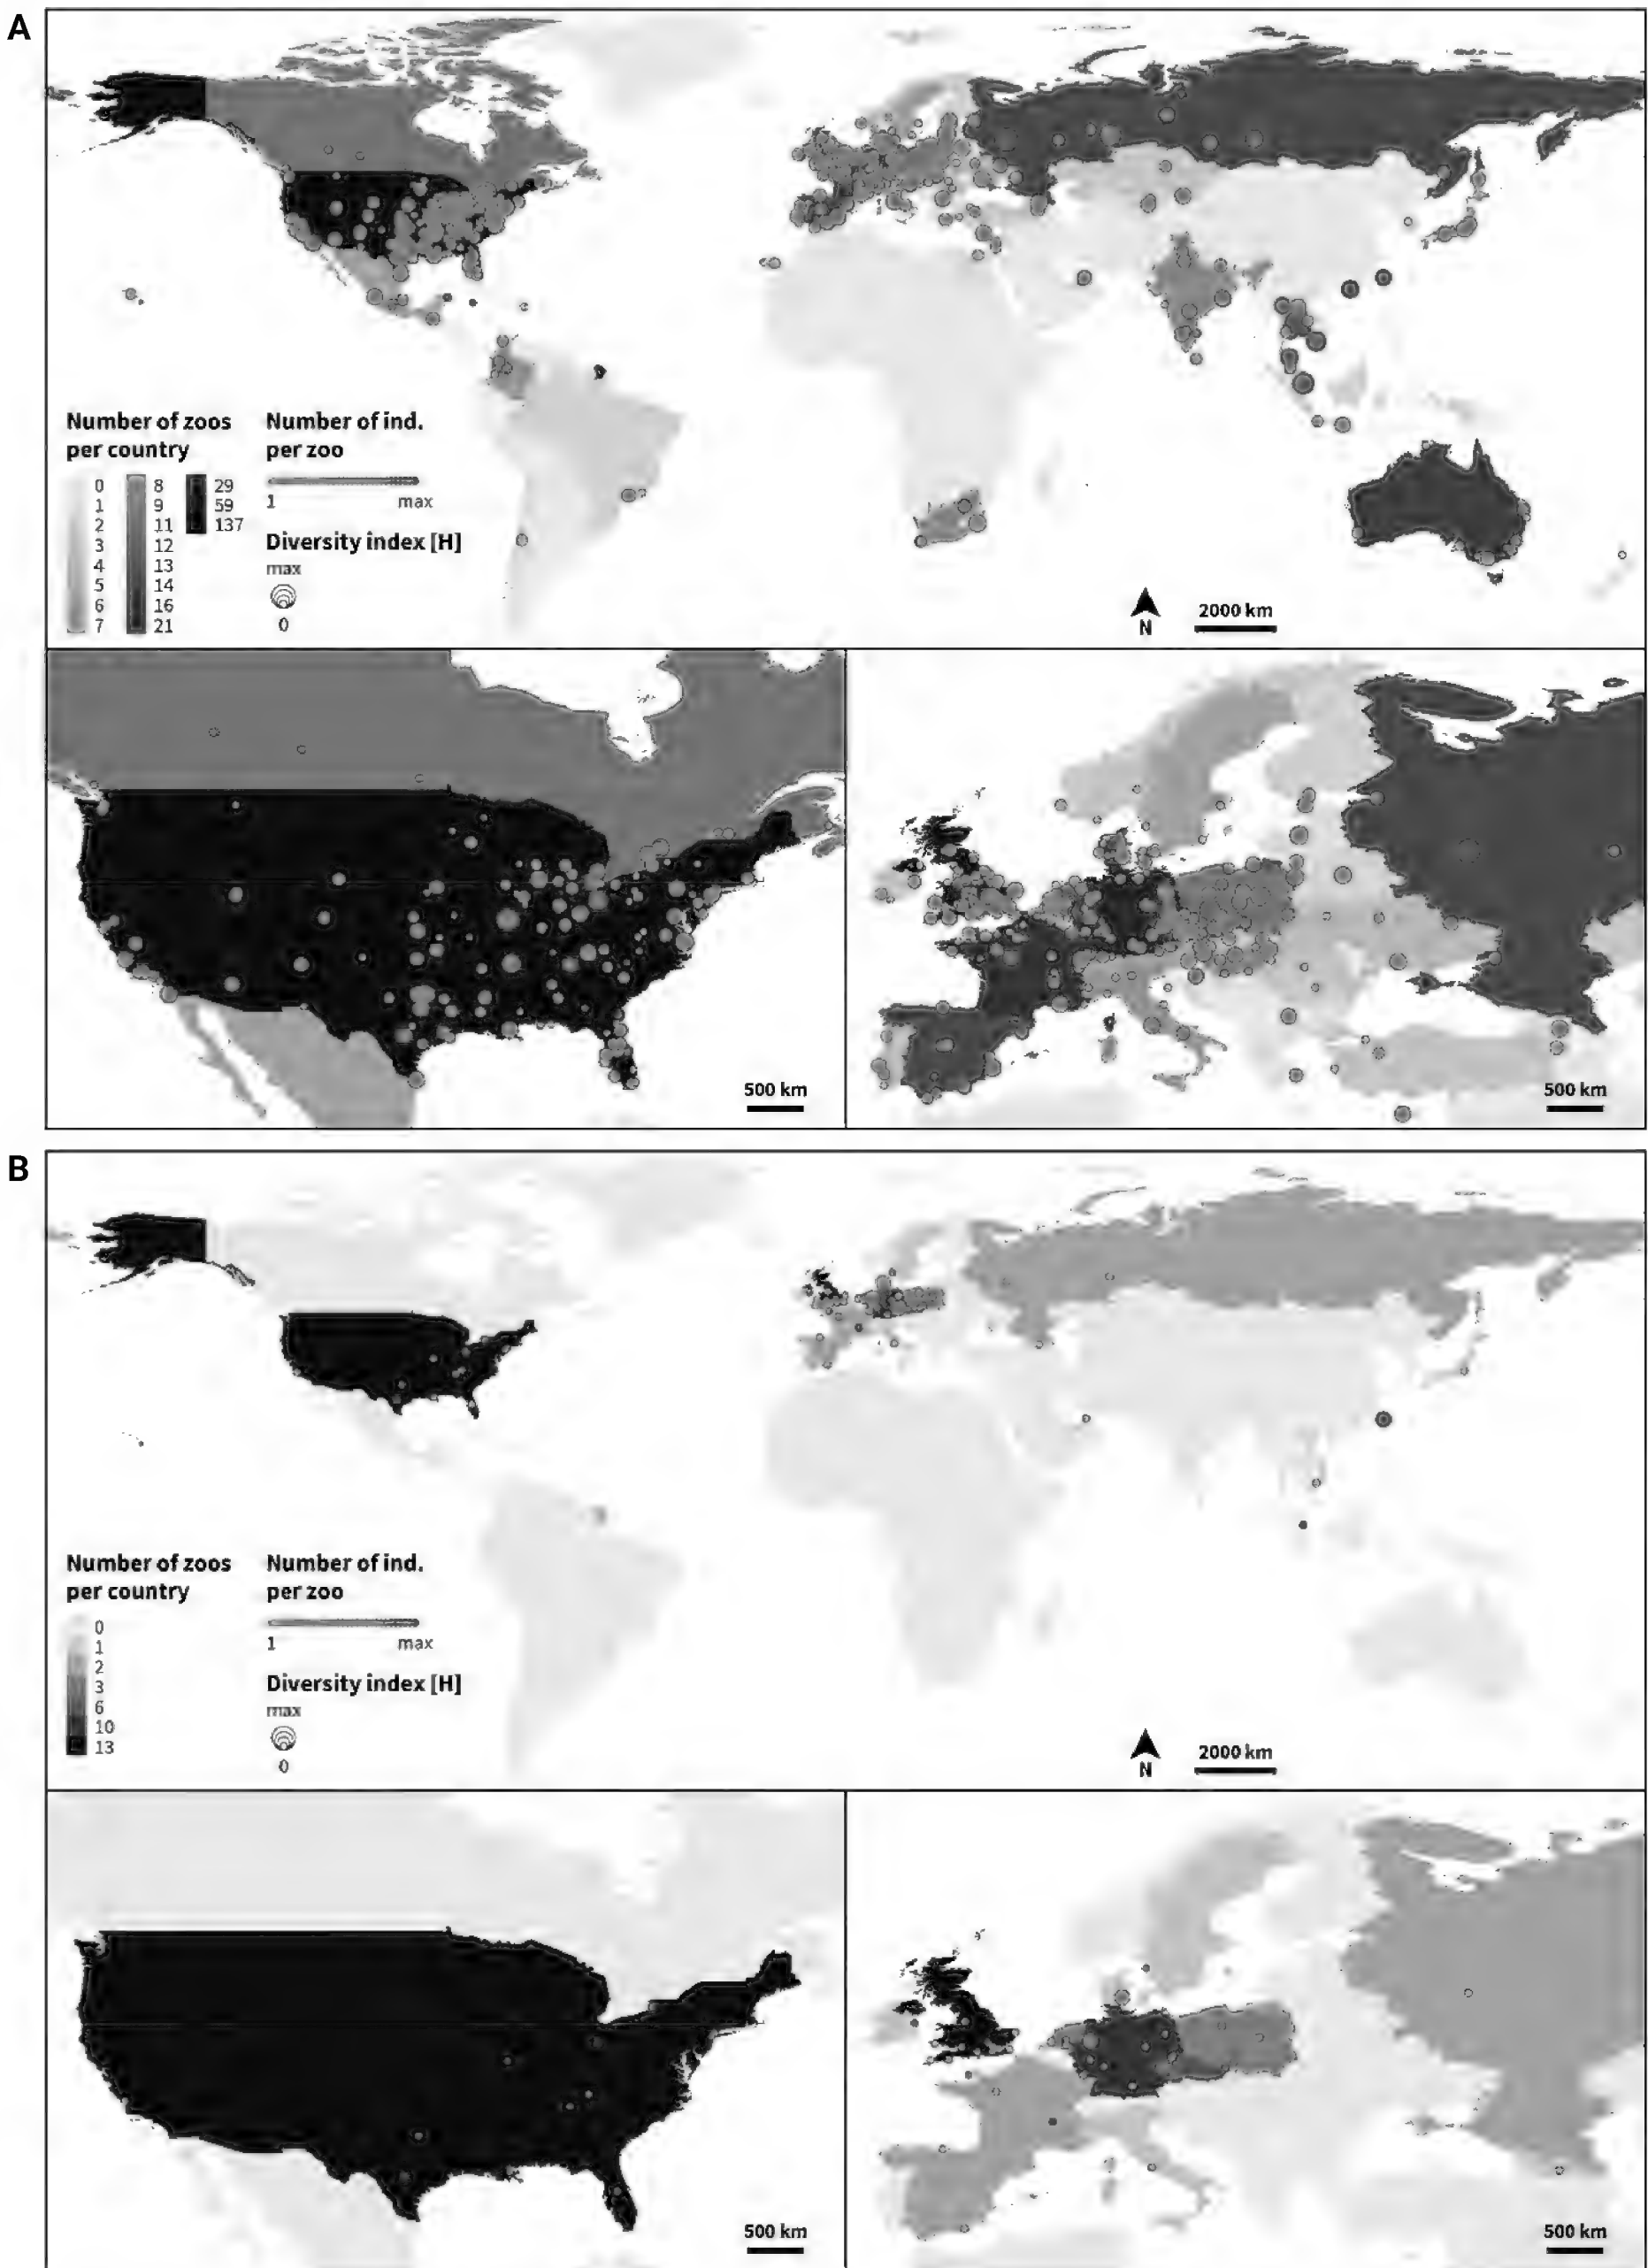 A
Number of zoos
per country
0
1
2
3
4
5
6
7
8
9
11
12
13
14
16
21
29
59
137
Number of ind.
per zoo
1 max
Diversity index [H]
max
0
N
2000 km
500 km
500 km
B
Number of zoos
per country
0
1
2
3
6
10
13
Number of ind.
per zoo
1 max
Diversity index [H]
max
0
N
2000 km
500 km
500 km